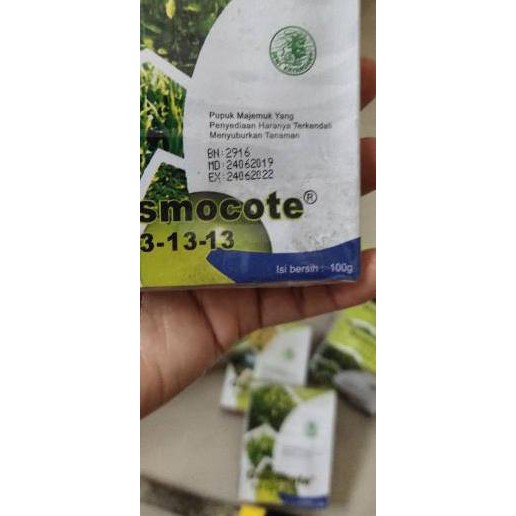 Pupuk Majemuk Yang
Penyediaan Haranya Terkendali
Menyuburkan Tanaman
BN:2916
MD:24062019
EX:24062022
smocote®
3-13-13
Isi bersih : 100g